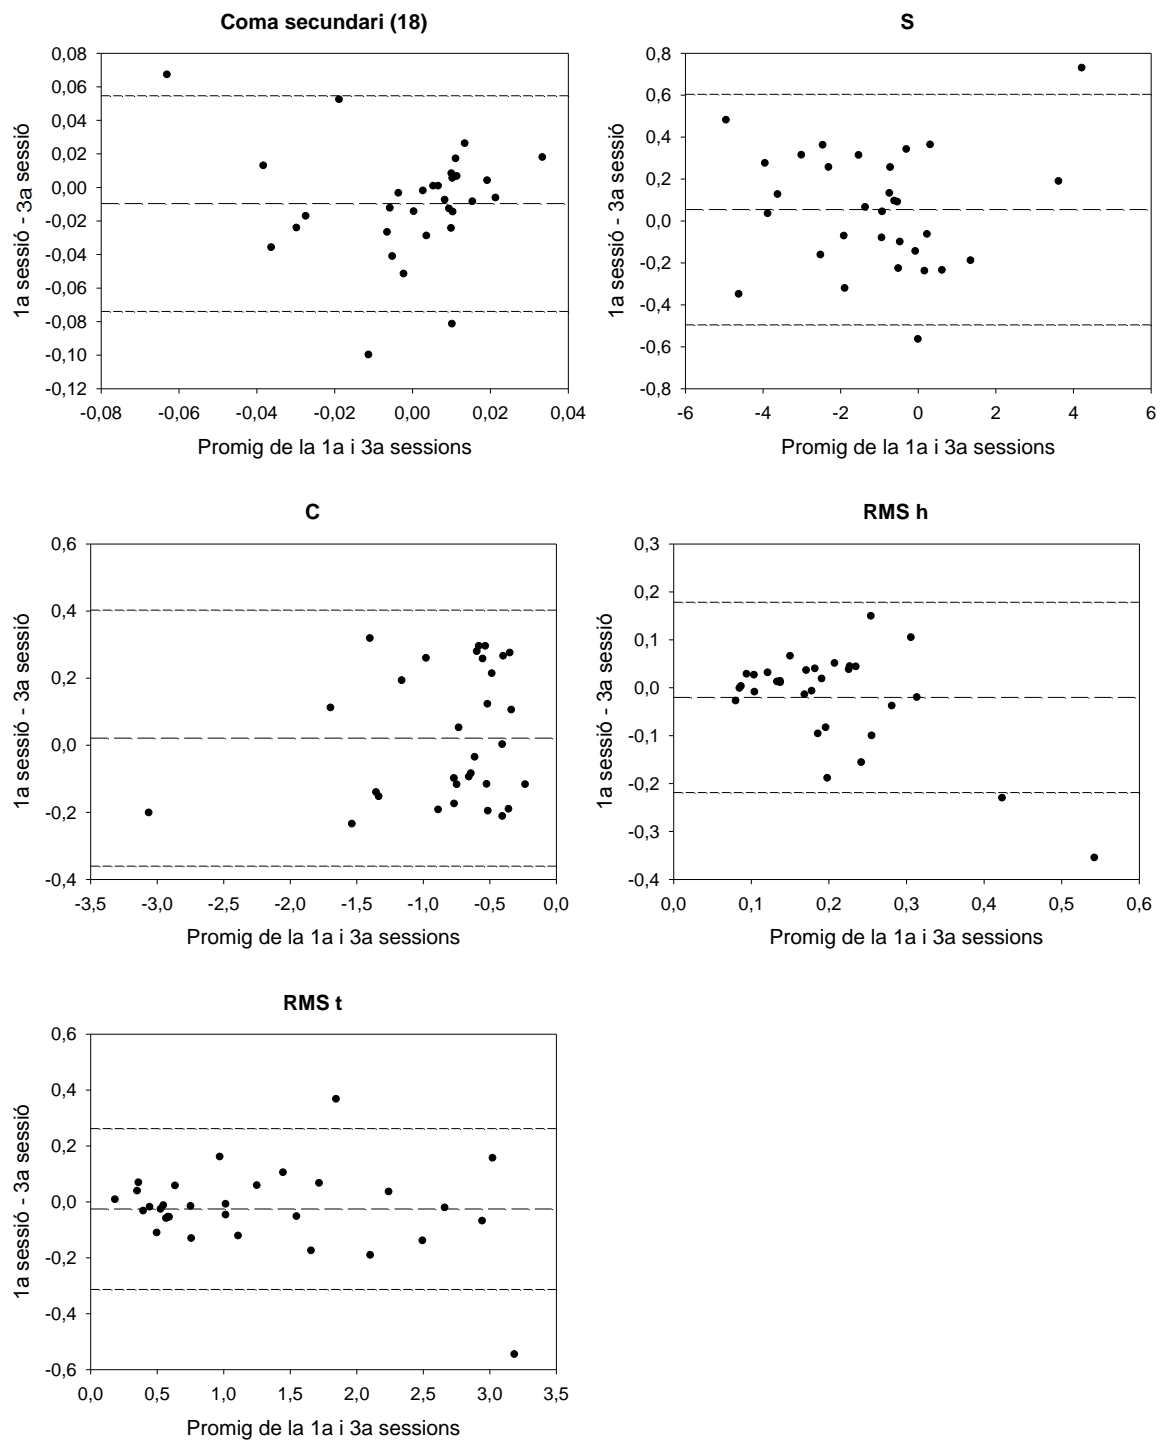 Coma secundari (18)
0,08
0,06
0,04
0,02
0,00
-0,02
-0,04
-0,06
-0,08
-0,10
-0,12
-0,08 -0,06 -0,04 -0,02 0,00 0,02 0,04
1a sessió - 3a sessió
Promig de la 1a i 3a sessions
S
0,8
0,6
0,4
0,2
0,0
-0,2
-0,4
-0,6
-0,8
-6 -4 -2 0 2 4 6
1a sessió - 3a sessió
Promig de la 1a i 3a sessions
C
0,6
0,4
0,2
0,0
-0,2
-0,4
-3,5 -3,0 -2,5 -2,0 -1,5 -1,0 -0,5 0,0
1a sessió - 3a sessió
Promig de la 1a i 3a sessions
RMS h
0,3
0,2
0,1
0,0
-0,1
-0,2
-0,3
-0,4
0,0 0,1 0,2 0,3 0,4 0,5 0,6
1a sessió - 3a sessió
Promig de la 1a i 3a sessions
RMS t
0,6
0,4
0,2
0,0
-0,2
-0,4
-0,6
0,0 0,5 1,0 1,5 2,0 2,5 3,0 3,5
1a sessió - 3a sessió
Promig de la 1a i 3a sessions